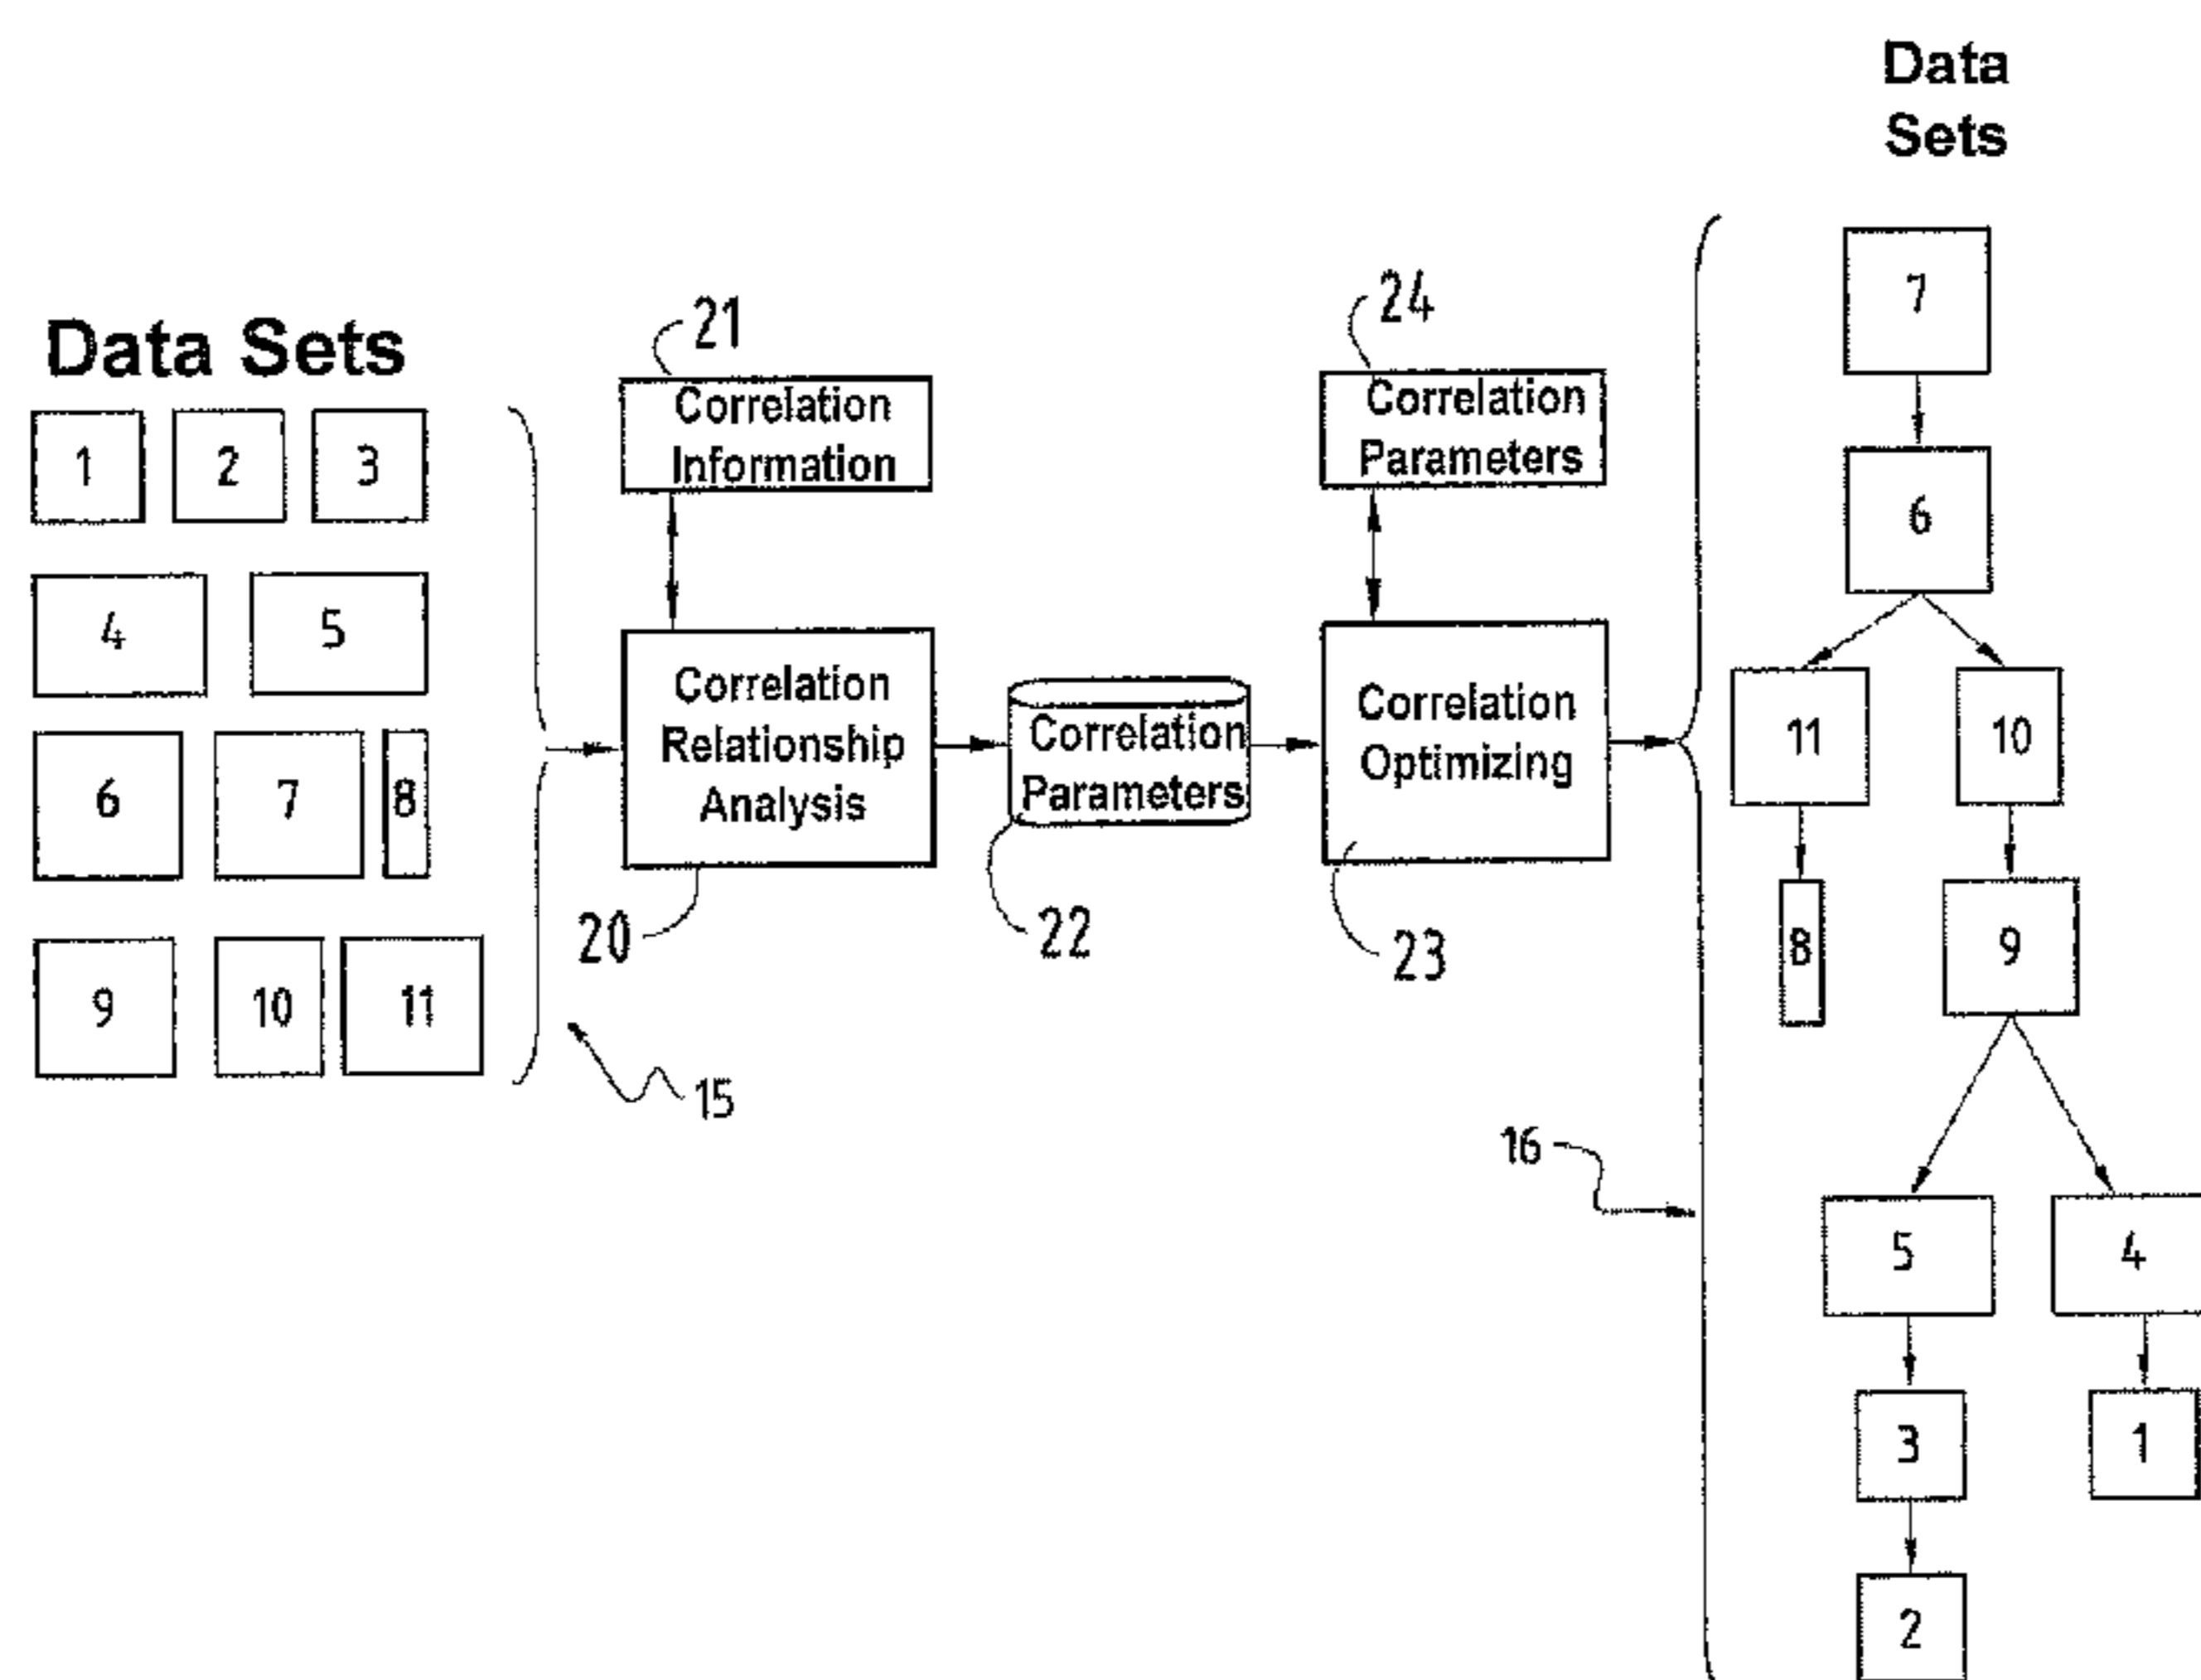 Data
Sets
Data Sets
1 2 3
4 5
6 7 8
9 10 11
15
21
Correlation
Information
Correlation
Relationship
Analysis
20
Correlation
Parameters
22
24
Correlation
Parameters
Correlation
Optimizing
23
16
7
6
11 10
8 9
5 4
3 1
2